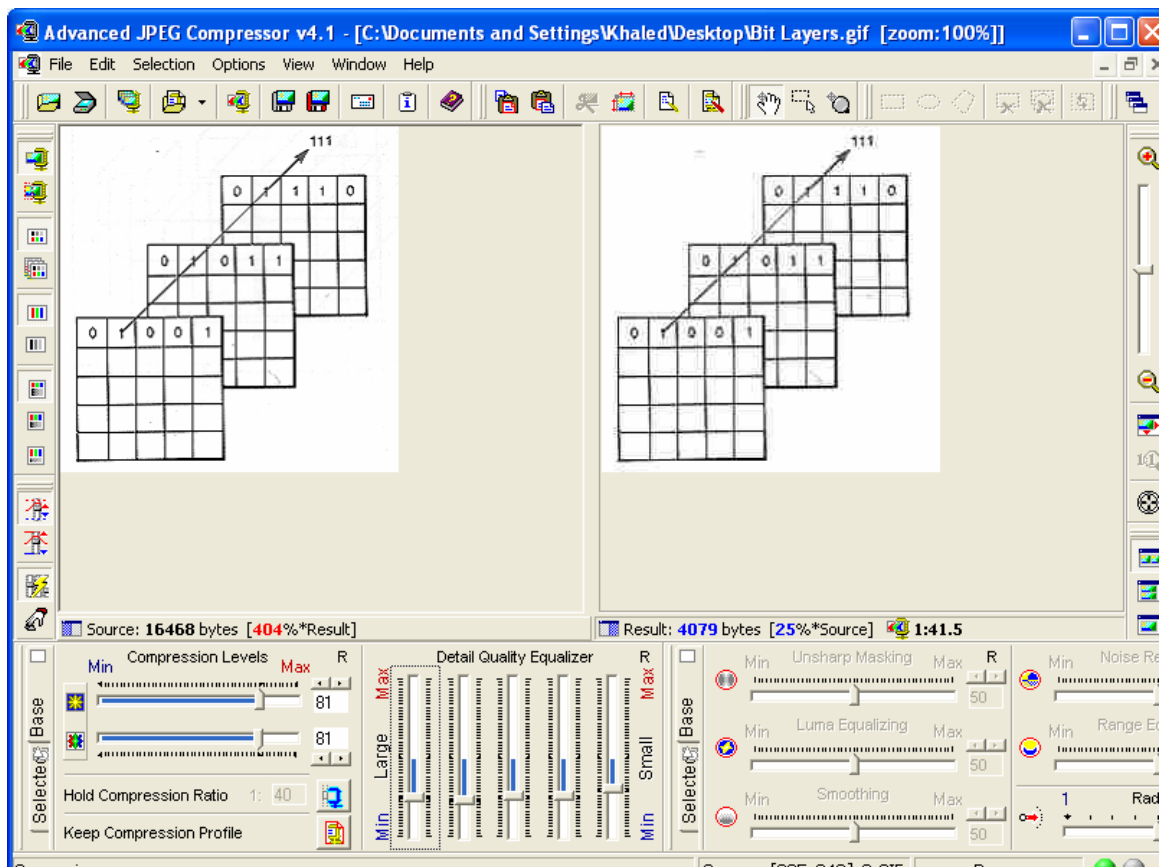 Advanced JPEG Compressor v4.1 - [C:\Documents and Settings\Khaled\Desktop\Bit Layers.gif [zoom:100%]]
File Edit Selection Options View Window Help
111
0 1 1 1 0
0 1 0 1 1
0 1 0 0 1
111
0 1 1 1 0
0 1 0 1 1
0 1 0 0 1
Source: 16468 bytes [404%*Result]
Result: 4079 bytes [25%*Source] 1:41.5
Base
Selected
Min Compression Levels Max R
81
81
Hold Compression Ratio 1: 40
Keep Compression Profile
Detail Quality Equalizer R
Max
Large
Min
Max
Small
Min
Base
Selected
Min Unsharp Masking Max R
50
Min Luma Equalizing Max
50
Min Smoothing Max
50
Min Noise Re
Min Range Ec
1 Rad